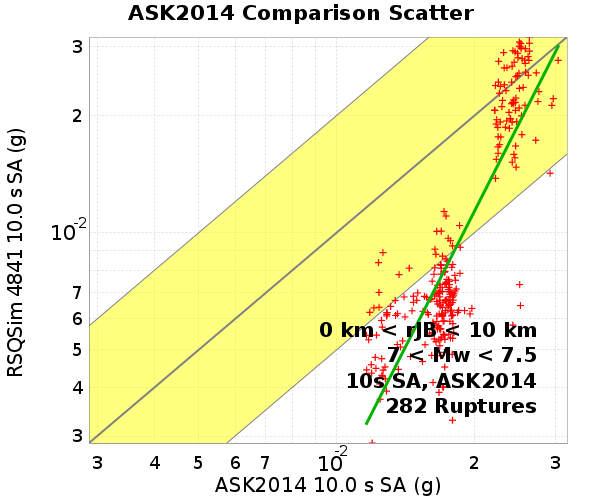 ASK2014 Comparison Scatter
RSQSim 4841 10.0 s SA (g)
3
2
10-2
7
6
5
4
3
0 km < rJB < 10 km
7 < Mw < 7.5
10s SA, ASK2014
282 Ruptures
3 4 5 6 7 10-2 2 3
ASK2014 10.0 s SA (g)